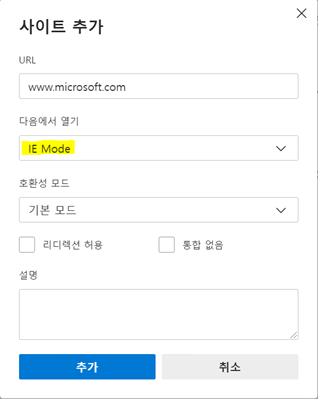 사이트 추가
URL
www.microsoft.com
다음에서 열기
IE Mode
호환성 모드
기본 모드
리디렉션 허용 통합 없음
설명
추가 취소